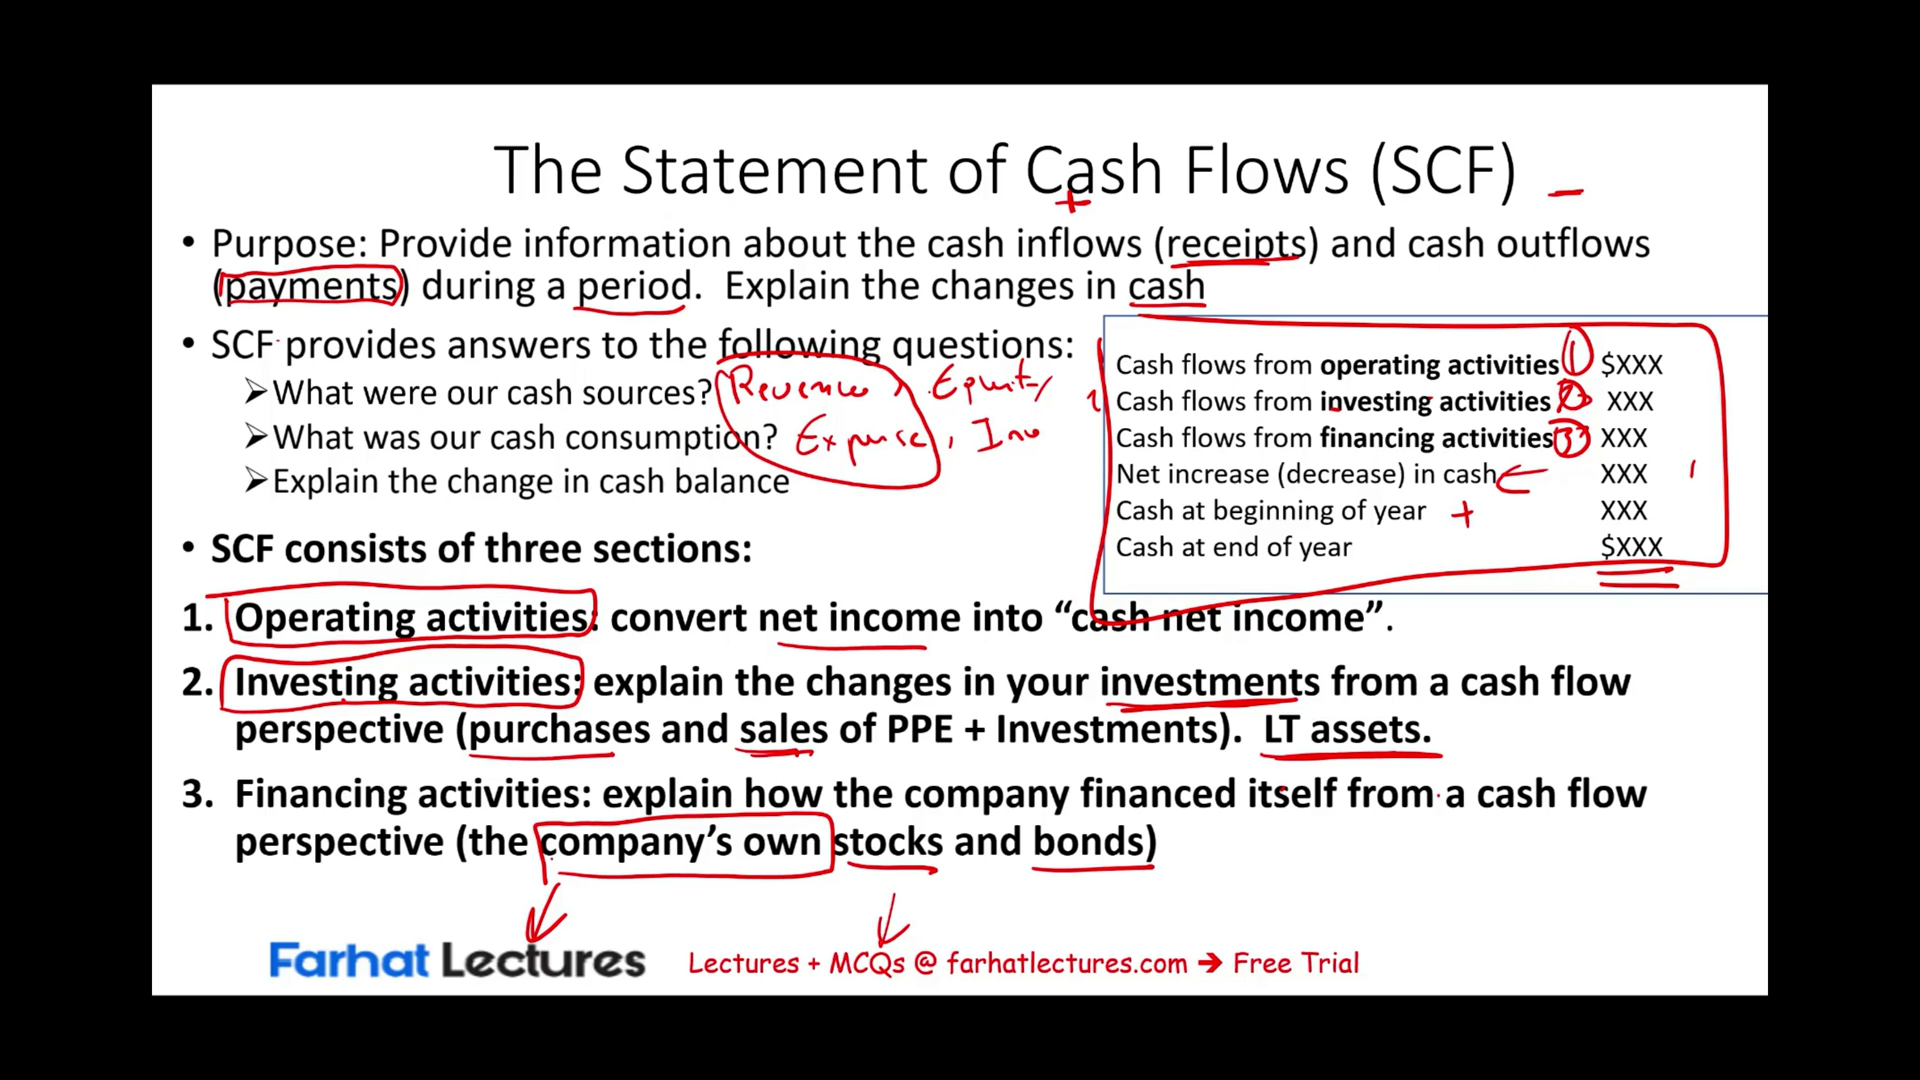 The Statement of Cash Flows (SCF)
+ −
• Purpose: Provide information about the cash inflows (receipts) and cash outflows
(payments) during a period. Explain the changes in cash
• SCF provides answers to the following questions:
➢What were our cash sources? Revenue, Equity
➢What was our cash consumption? Expense, Inv
➢Explain the change in cash balance
Cash flows from operating activities 1 $XXX
Cash flows from investing activities 2 XXX
Cash flows from financing activities 3 XXX
Net increase (decrease) in cash XXX
Cash at beginning of year + XXX
Cash at end of year $XXX
• SCF consists of three sections:
1. Operating activities: convert net income into “cash net income”.
2. Investing activities: explain the changes in your investments from a cash flow
perspective (purchases and sales of PPE + Investments). LT assets.
3. Financing activities: explain how the company financed itself from a cash flow
perspective (the company’s own stocks and bonds)
Farhat Lectures
Lectures + MCQs @ farhatlectures.com → Free Trial